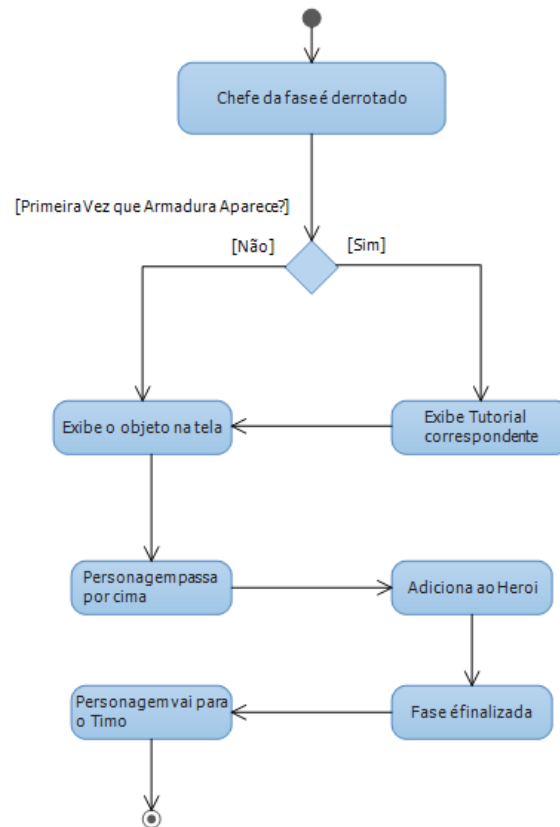 Chefe da fase é derrotado
[Primeira Vez que Armadura Aparece?]
[Não]
[Sim]
Exibe o objeto na tela
Exibe Tutorial
correspondente
Personagem passa
por cima
Adiciona ao Heroi
Personagem vai para
o Timo
Fase éfinalizada